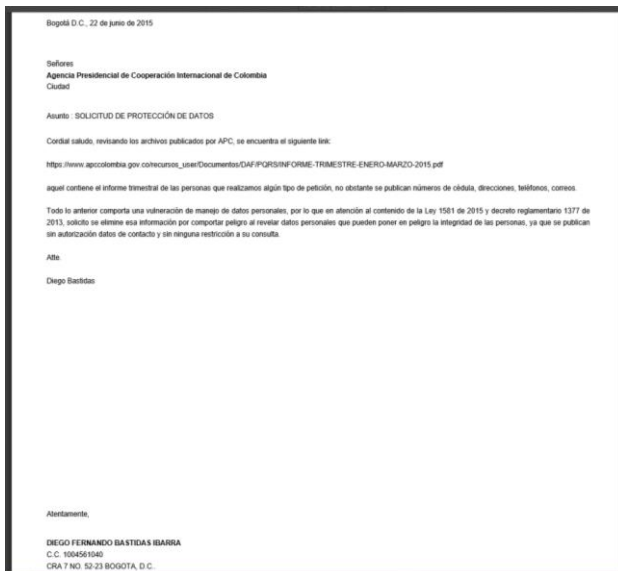 Bogotá D.C., 22 de junio de 2015
Señores
Agencia Presidencial de Cooperación Internacional de Colombia
Ciudad
Asunto : SOLICITUD DE PROTECCIÓN DE DATOS
Cordial saludo, revisando los archivos publicados por APC, se encuentra el siguiente link:
https://www.apccolombia.gov.co/recursos_user/Documentos/DAF/PQRS/INFORME-TRIMESTRE-ENERO-MARZO-2015.pdf
aquel contiene el informe trimestral de las personas que realizamos algún tipo de petición, no obstante se publican números de cédula, direcciones, teléfonos, correos.
Todo lo anterior comporta una vulneración de manejo de datos personales, por lo que en atención al contenido de la Ley 1581 de 2015 y decreto reglamentario 1377 de
2013, solicito se elimine esa información por comportar peligro al revelar datos personales que pueden poner en peligro la integridad de las personas, ya que se publican
sin autorización datos de contacto y sin ninguna restricción a su consulta.
Atte.
Diego Bastidas
Atentamente,
DIEGO FERNANDO BASTIDAS IBARRA
C.C. 1004561040
CRA 7 NO. 52-23 BOGOTA, D.C..